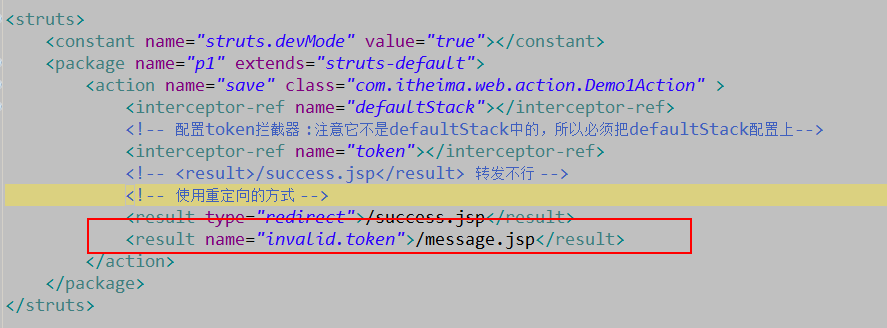 <struts>
<constant name="struts.devMode" value="true"></constant>
<package name="p1" extends="struts-default">
<action name="save" class="com.itheima.web.action.Demo1Action" >
<interceptor-ref name="defaultStack"></interceptor-ref>
<!-- 配置token拦截器：注意它不是defaultStack中的，所以必须把defaultStack配置上-->
<interceptor-ref name="token"></interceptor-ref>
<!-- <result>/success.jsp</result> 转发不行 -->
<!-- 使用重定向的方式 -->
<result type="redirect">/success.jsp</result>
<result name="invalid.token">/message.jsp</result>
</action>
</package>
</struts>